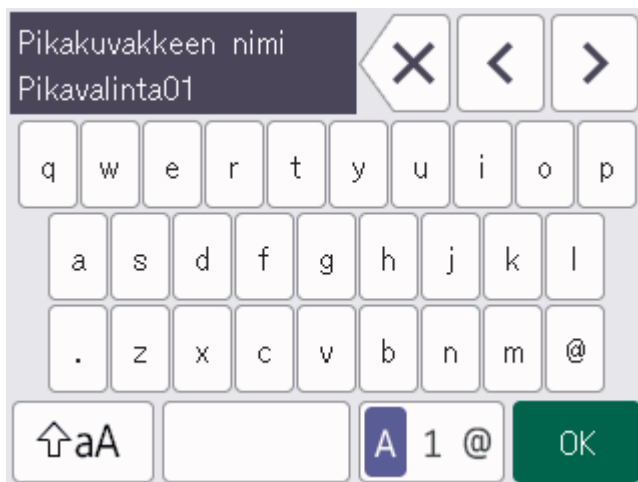 Pikakuvakkeen nimi
Pikavalinta01
q w e r t y u i o p
a s d f g h j k l
. z x c v b n m @
aA A 1 @ OK